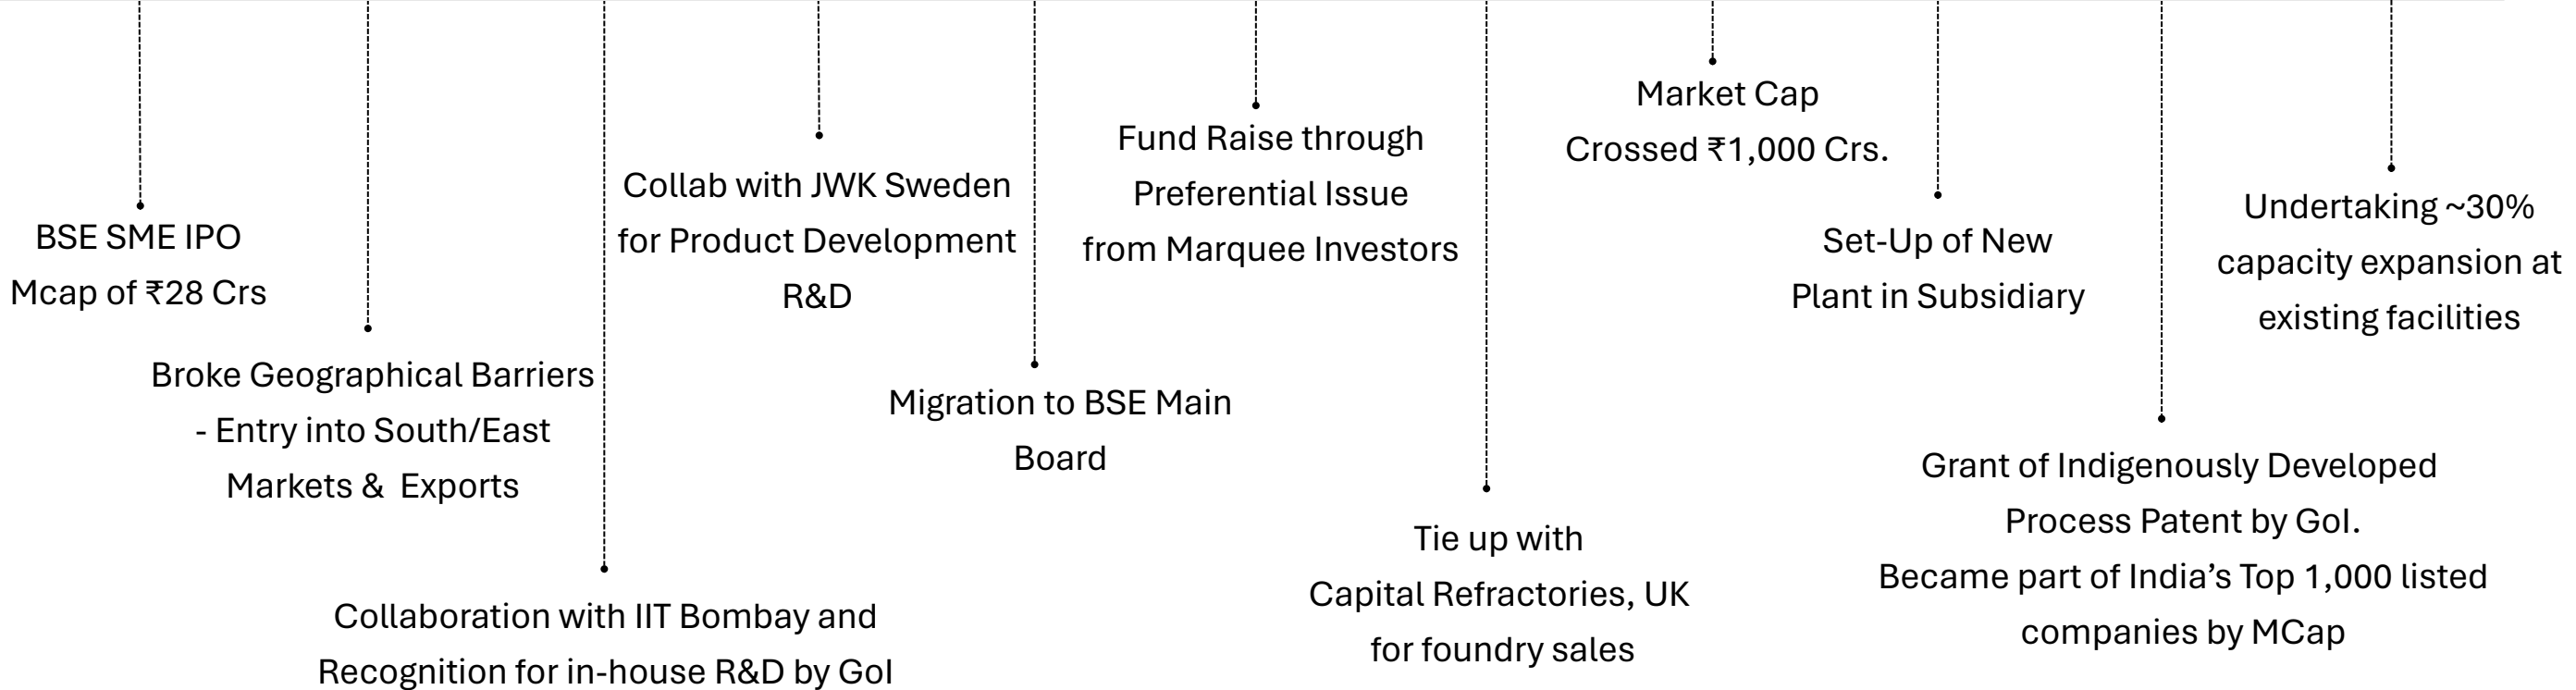 BSE SME IPO
Mcap of ₹28 Crs
Broke Geographical Barriers
- Entry into South/East
Markets &  Exports
Collaboration with IIT Bombay and
Recognition for in-house R&D by GoI
Collab with JWK Sweden
for Product Development
R&D
Migration to BSE Main
Board
Fund Raise through
Preferential Issue
from Marquee Investors
Tie up with
Capital Refractories, UK
for foundry sales
Market Cap
Crossed ₹1,000 Crs.
Set-Up of New
Plant in Subsidiary
Grant of Indigenously Developed
Process Patent by GoI.
Became part of India’s Top 1,000 listed
companies by MCap
Undertaking ~30%
capacity expansion at
existing facilities